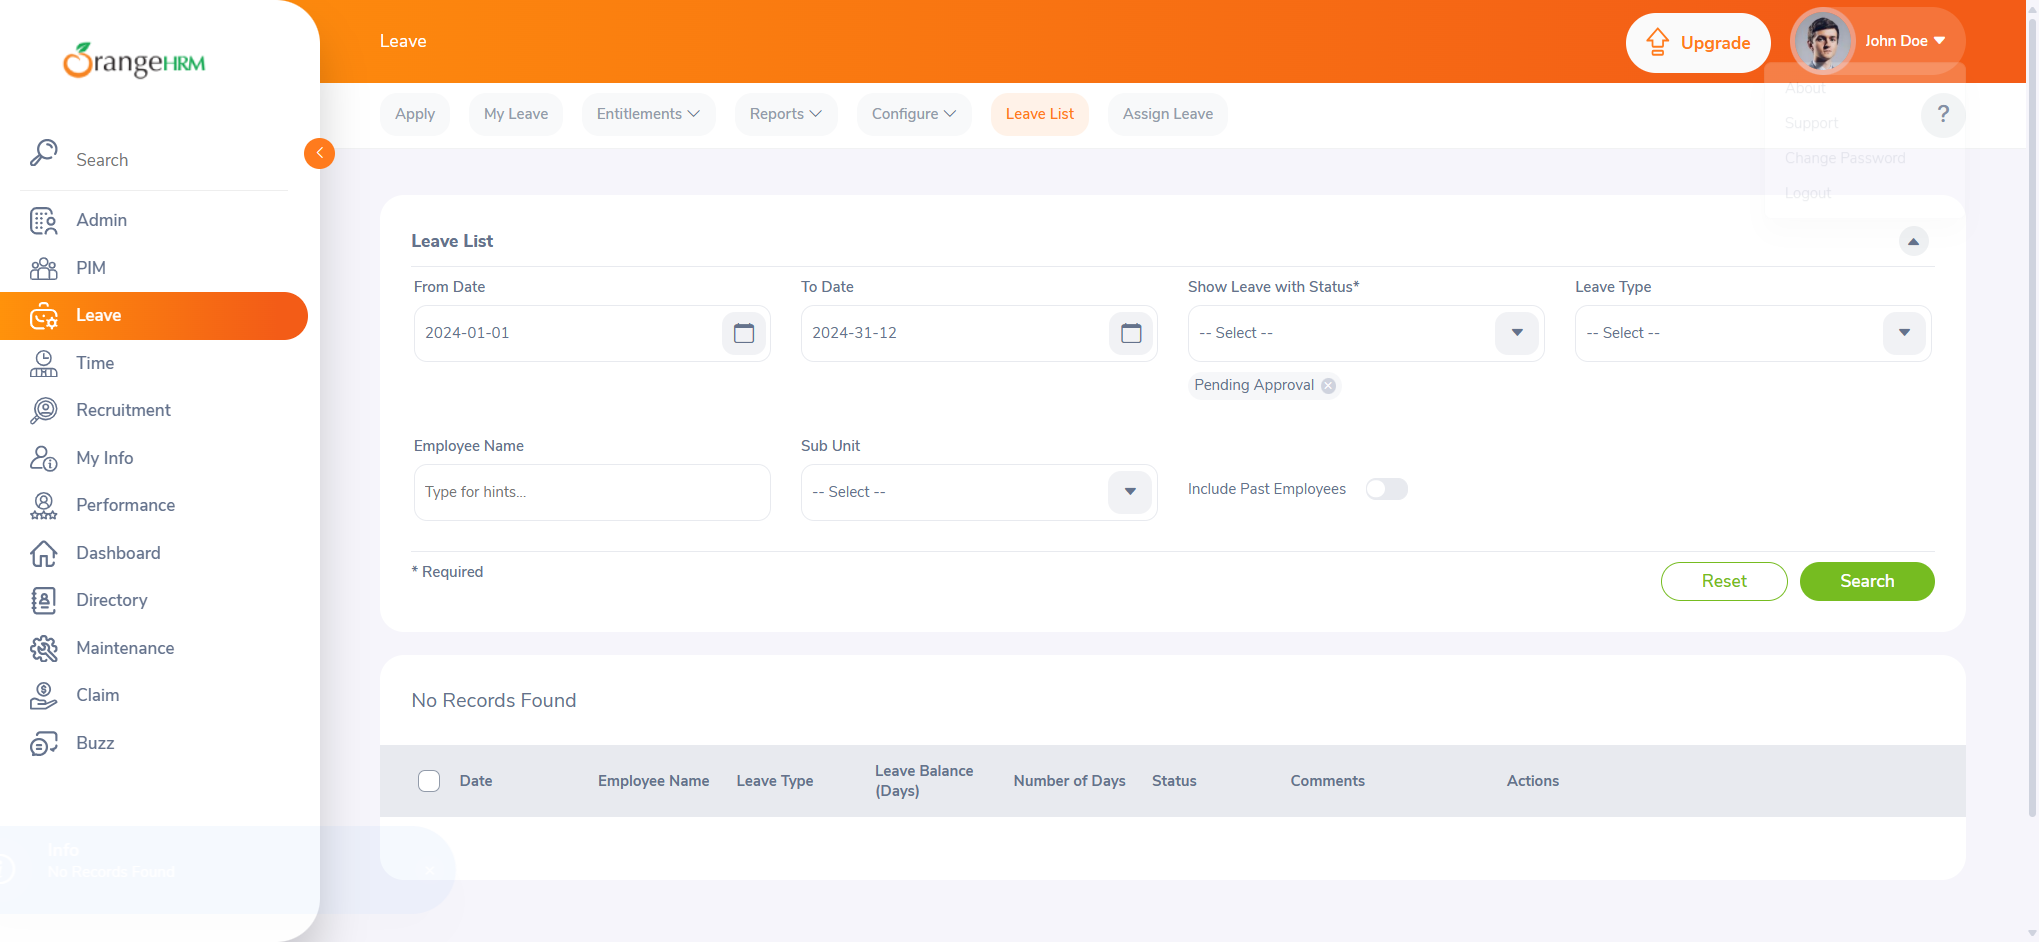 OrangeHRM
Search
Admin
PIM
Leave
Time
Recruitment
My Info
Performance
Dashboard
Directory
Maintenance
Claim
Buzz
Leave
Upgrade
John Doe
About
Support
Change Password
Logout
Apply
My Leave
Entitlements
Reports
Configure
Leave List
Assign Leave
?
Leave List
From Date
To Date
Show Leave with Status*
Leave Type
2024-01-01
2024-31-12
-- Select --
-- Select --
Pending Approval
Employee Name
Sub Unit
Type for hints...
-- Select --
Include Past Employees
* Required
Reset
Search
No Records Found
Date
Employee Name
Leave Type
Leave Balance
(Days)
Number of Days
Status
Comments
Actions
Info
No Records Found